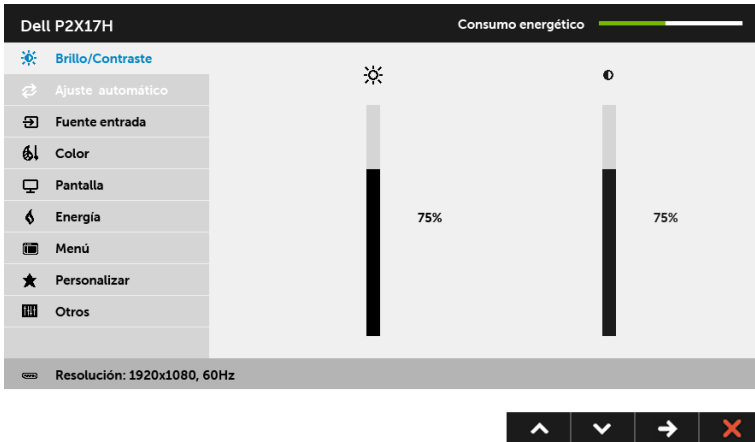 Dell P2X17H
Consumo energético
Brillo/Contraste
Ajuste automático
Fuente entrada
Color
Pantalla
Energía
Menú
Personalizar
Otros
75%
75%
Resolución: 1920x1080, 60Hz